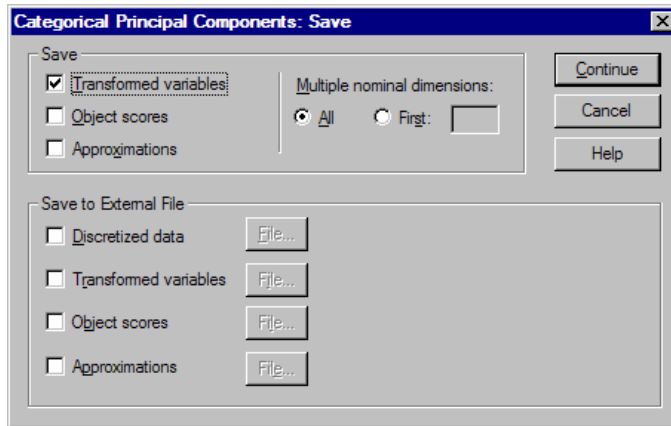 Categorical Principal Components: Save
Save
Transformed variables
Object scores
Approximations
Multiple nominal dimensions:
All First:
Continue
Cancel
Help
Save to External File
Discretized data File...
Transformed variables File...
Object scores File...
Approximations File...